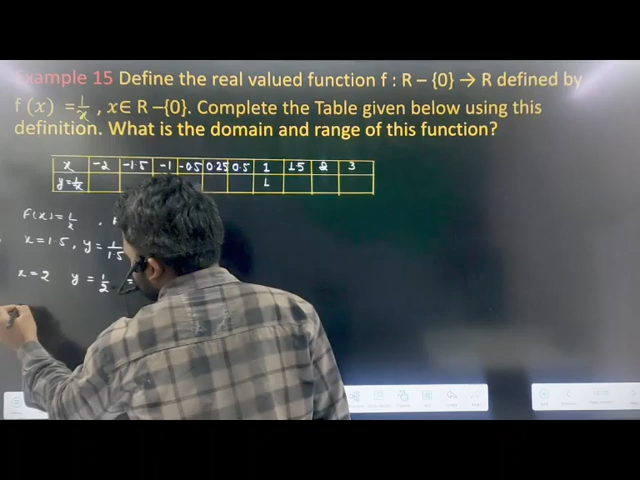 Example 15 Define the real valued function f : R – {0} → R defined by
f (x) = 1/x , x∈ R –{0}. Complete the Table given below using this
definition. What is the domain and range of this function?
x -2 -1.5 -1 -0.5 0.25 0.5 1 1.5 2 3
y=1/x 1
F(x)=1/x ,
x=1.5, y=1/1.5
x=2 y=1/2 =